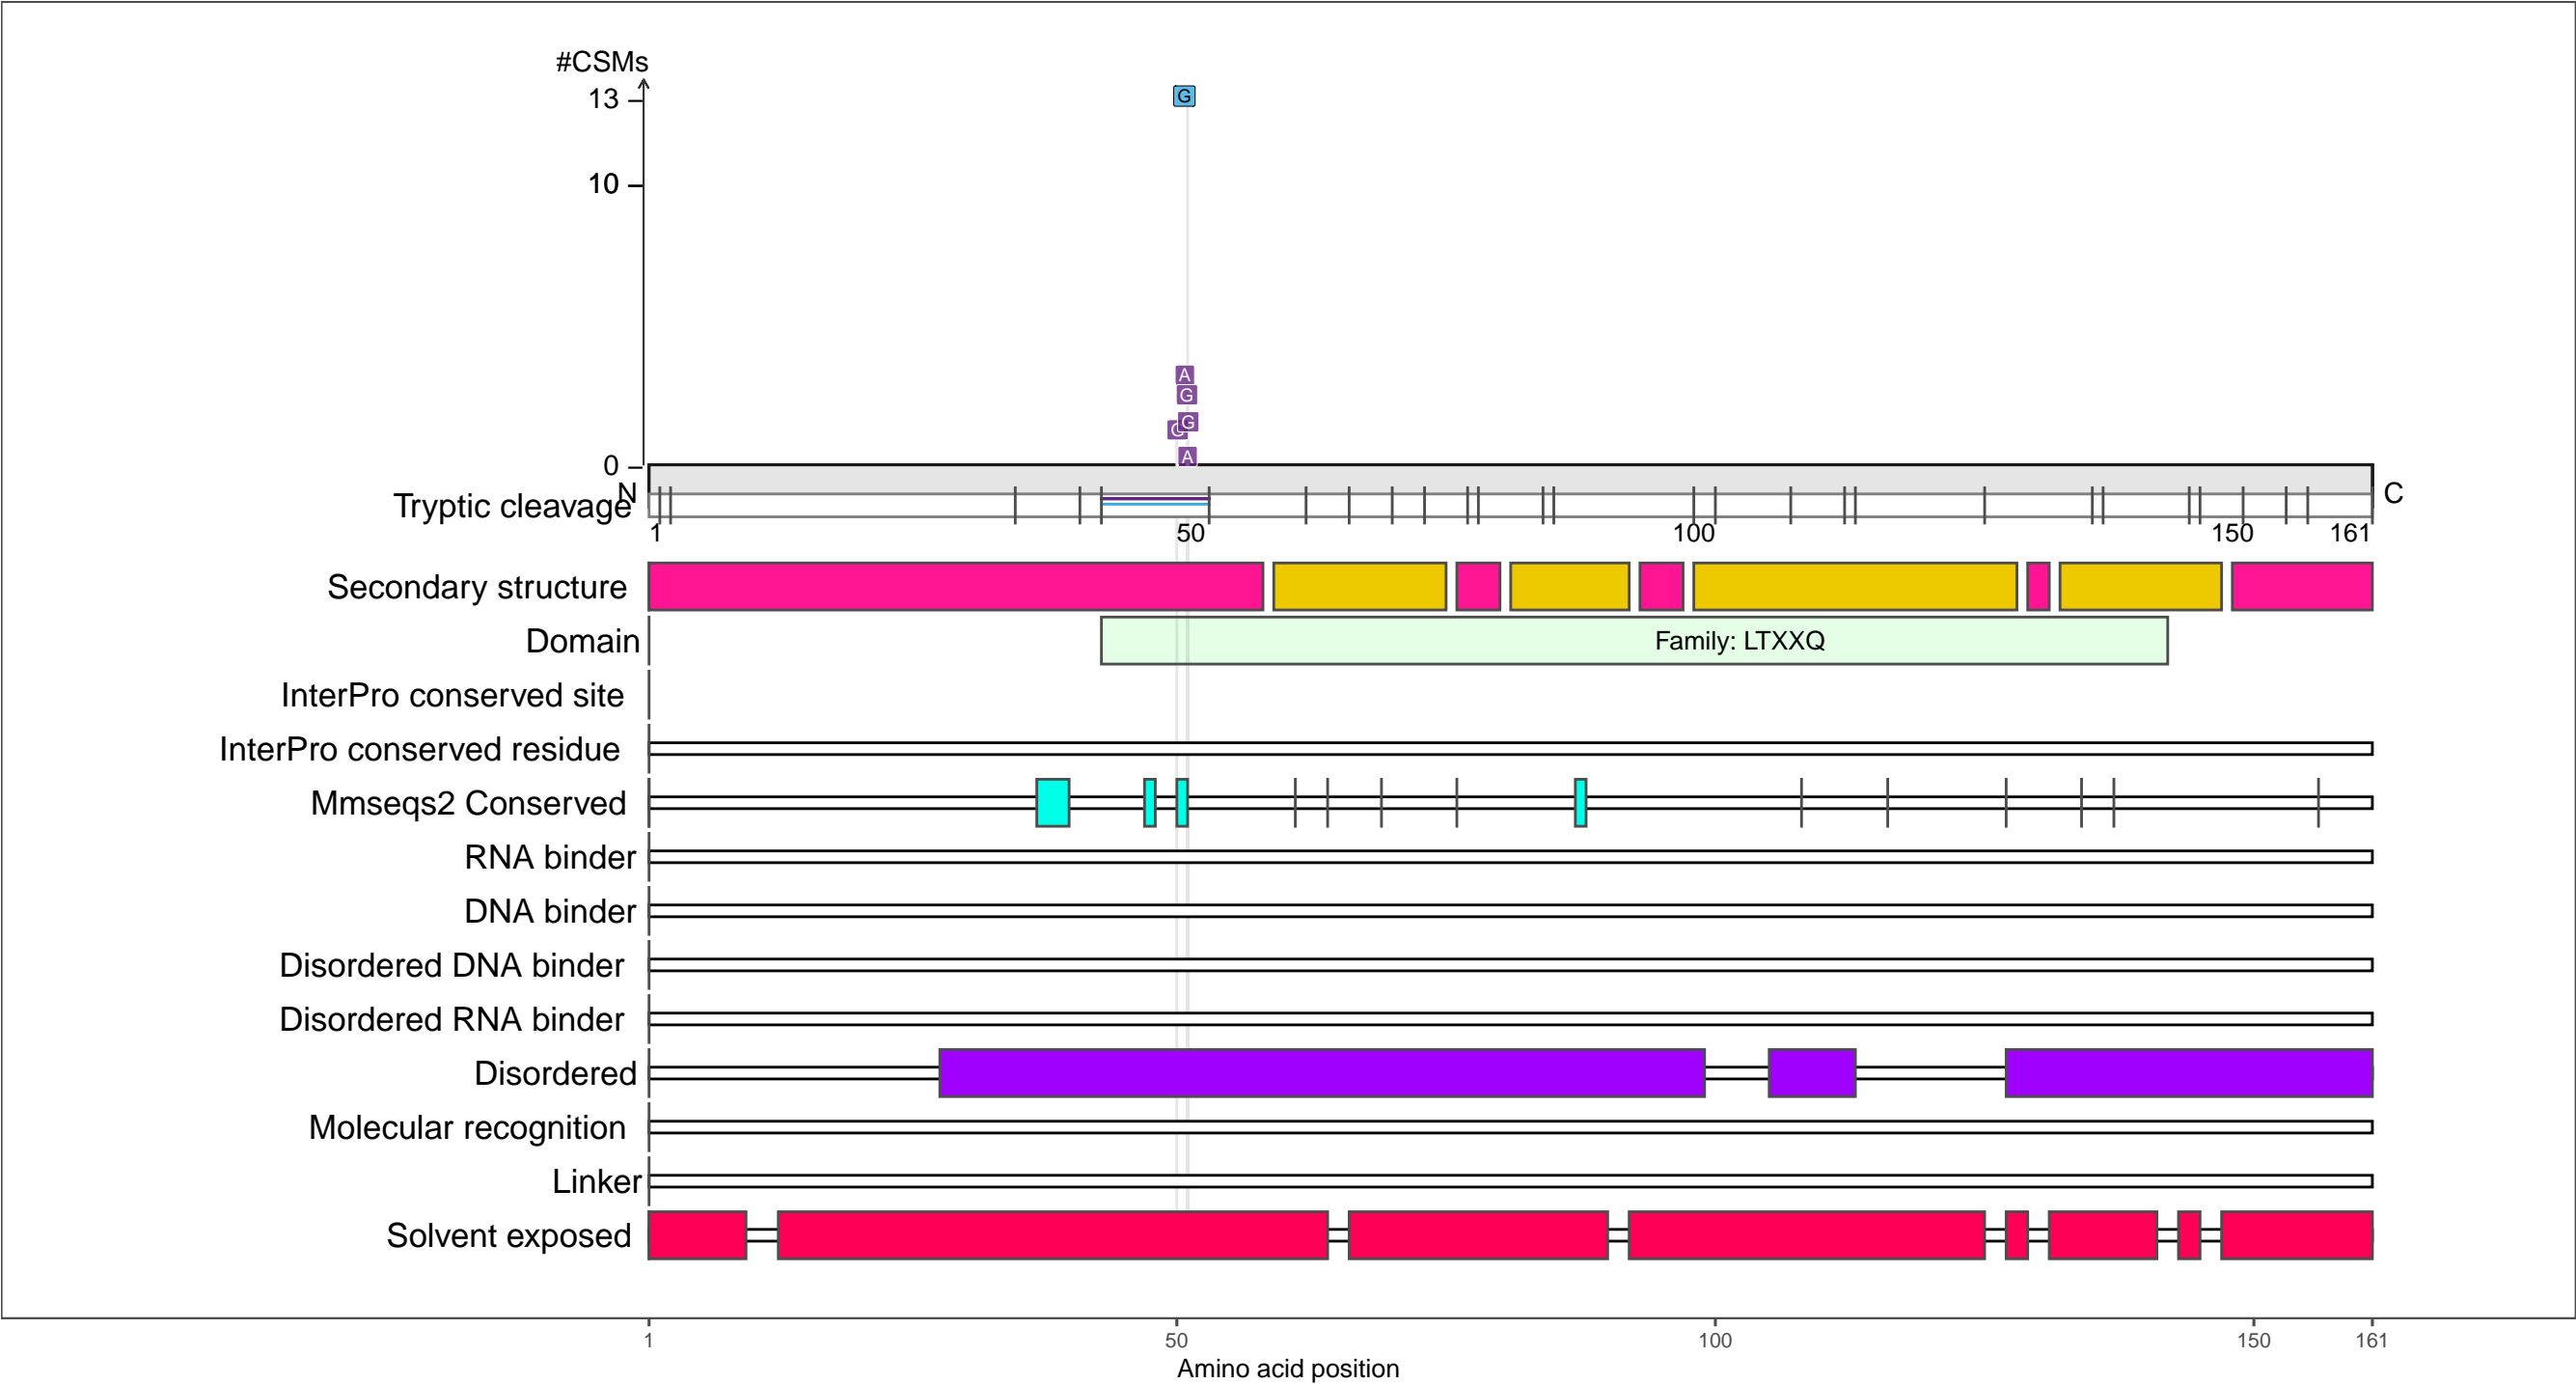 #CSMs
13
G
10
A
G
G
G
A
0
N
C
Tryptic cleavage
1 50 100 150 161
Secondary structure
Domain
Family: LTXXQ
InterPro conserved site
InterPro conserved residue
Mmseqs2 Conserved
RNA binder
DNA binder
Disordered DNA binder
Disordered RNA binder
Disordered
Molecular recognition
Linker
Solvent exposed
1 50 100 150 161
Amino acid position